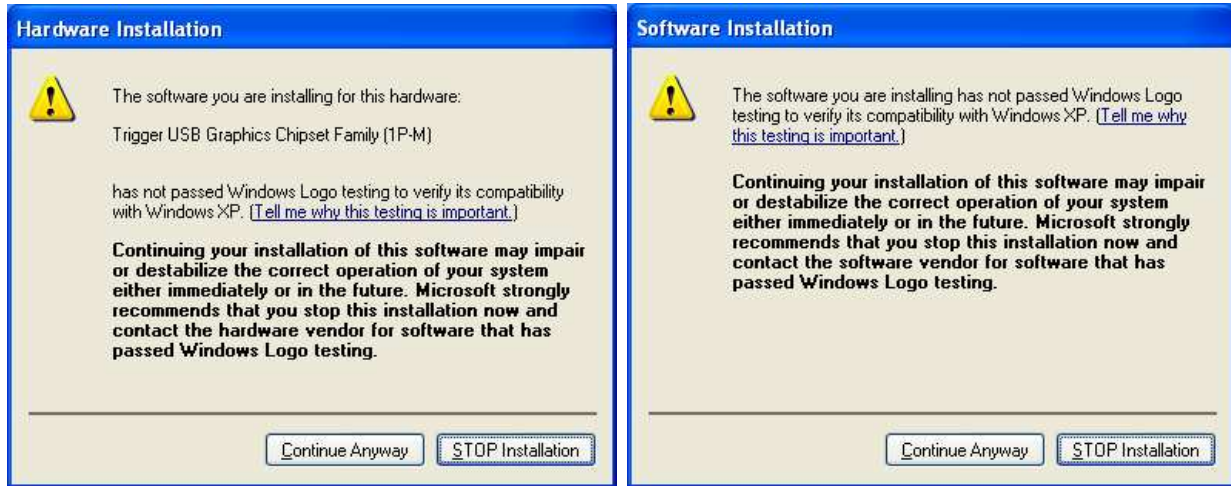 Hardware Installation
The software you are installing for this hardware:
Trigger USB Graphics Chipset Family (1P-M)
has not passed Windows Logo testing to verify its compatibility
with Windows XP. (Tell me why this testing is important.)
Continuing your installation of this software may impair
or destabilize the correct operation of your system
either immediately or in the future. Microsoft strongly
recommends that you stop this installation now and
contact the hardware vendor for software that has
passed Windows Logo testing.
Continue Anyway
STOP Installation
Software Installation
The software you are installing has not passed Windows Logo
testing to verify its compatibility with Windows XP. (Tell me why
this testing is important.)
Continuing your installation of this software may impair
or destabilize the correct operation of your system
either immediately or in the future. Microsoft strongly
recommends that you stop this installation now and
contact the software vendor for software that has
passed Windows Logo testing.
Continue Anyway
STOP Installation